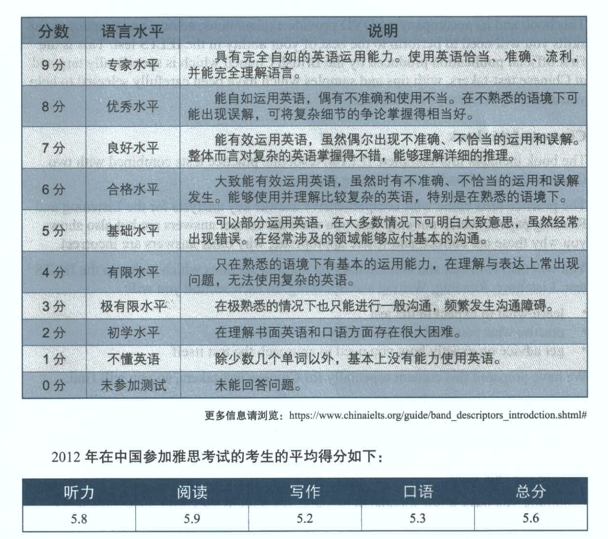 分数 语言水平 说明
9 分 专家水平 具有完全自如的英语运用能力。使用英语恰当、准确、流利，
并能完全理解语言。
8 分 优秀水平 能自如运用英语，偶有不准确和使用不当。在不熟悉的语境下可
能出现误解，可将复杂细节的争论掌握得相当好。
7 分 良好水平 能有效运用英语，虽然偶尔出现不准确、不恰当的运用和误解。
整体而言对复杂的英语掌握得不错，能够理解详细的推理。
6 分 合格水平 大致能有效运用英语，虽然时有不准确、不恰当的运用和误解
发生。能够使用并理解比较复杂的英语，特别是在熟悉的语境下。
5 分 基础水平 可以部分运用英语，在大多数情况下可明白大致意思，虽然经常
出现错误。在经常涉及的领域能够应付基本的沟通。
4 分 有限水平 只在熟悉的语境下有基本的运用能力，在理解与表达上常出现
问题，无法使用复杂的英语。
3 分 极有限水平 在极熟悉的情况下也只能进行一般沟通，频繁发生沟通障碍。
2 分 初学水平 在理解书面英语和口语方面存在很大困难。
1 分 不懂英语 除少数几个单词以外，基本上没有能力使用英语。
0 分 未参加测试 未能回答问题。
更多信息请浏览：https://www.chinaielts.org/guide/band_descriptors_introdction.shtml#
2012 年在中国参加雅思考试的考生的平均得分如下：
听力 阅读 写作 口语 总分
5.8 5.9 5.2 5.3 5.6